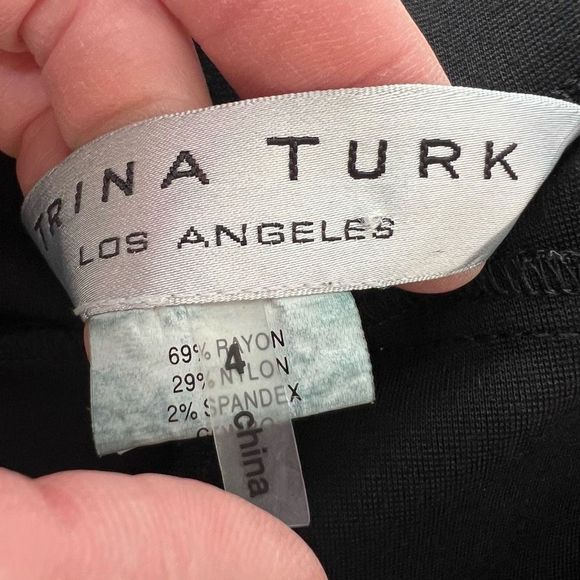 TRINA TURK
LOS ANGELES
69% RAYON
29% NYLON
2% SPANDEX
4
China